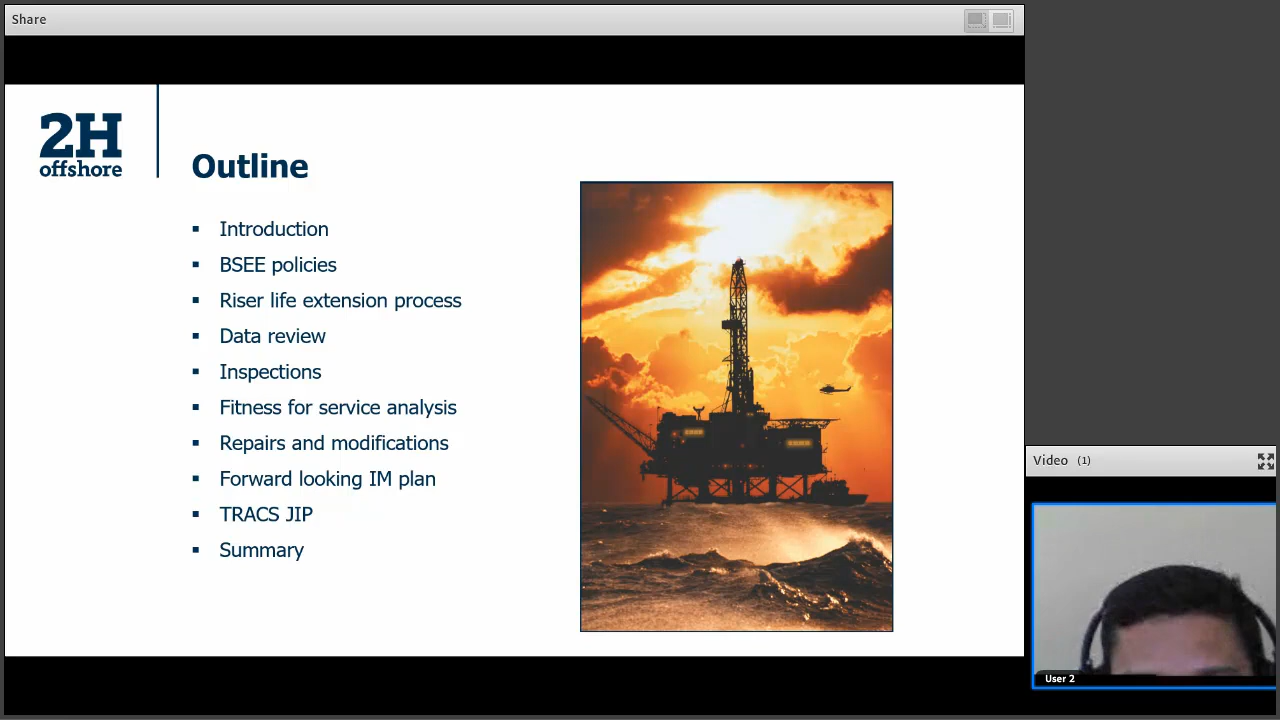 Share
2H
offshore
Outline
Introduction
BSEE policies
Riser life extension process
Data review
Inspections
Fitness for service analysis
Repairs and modifications
Forward looking IM plan
TRACS JIP
Summary
Video (1)
User 2